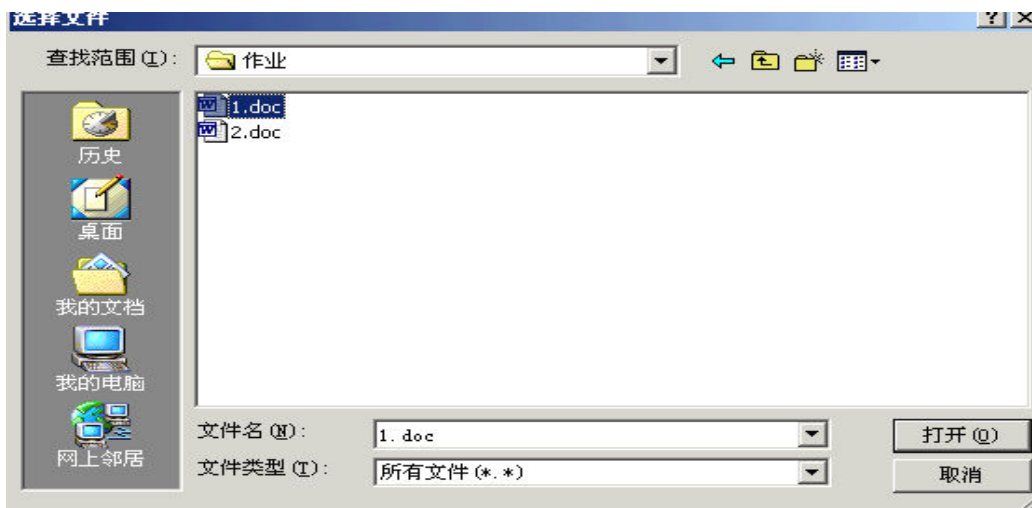 选择文件
查找范围(I):
作业
1.doc
2.doc
历史
桌面
我的文档
我的电脑
网上邻居
文件名(N):
1.doc
打开(O)
文件类型(T):
所有文件(*.*)
取消